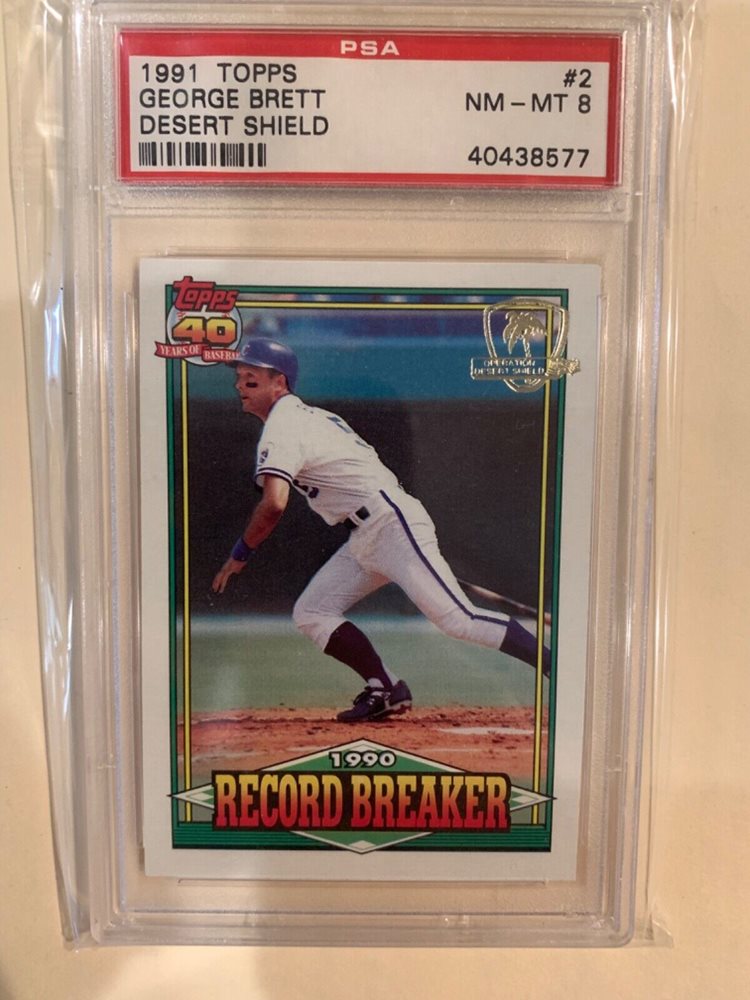 PSA
1991 TOPPS #2
GEORGE BRETT NM - MT 8
DESERT SHIELD
40438577
Topps
40
YEARS OF BASEBALL
OPERATION
DESERT SHIELD
1990
RECORD BREAKER